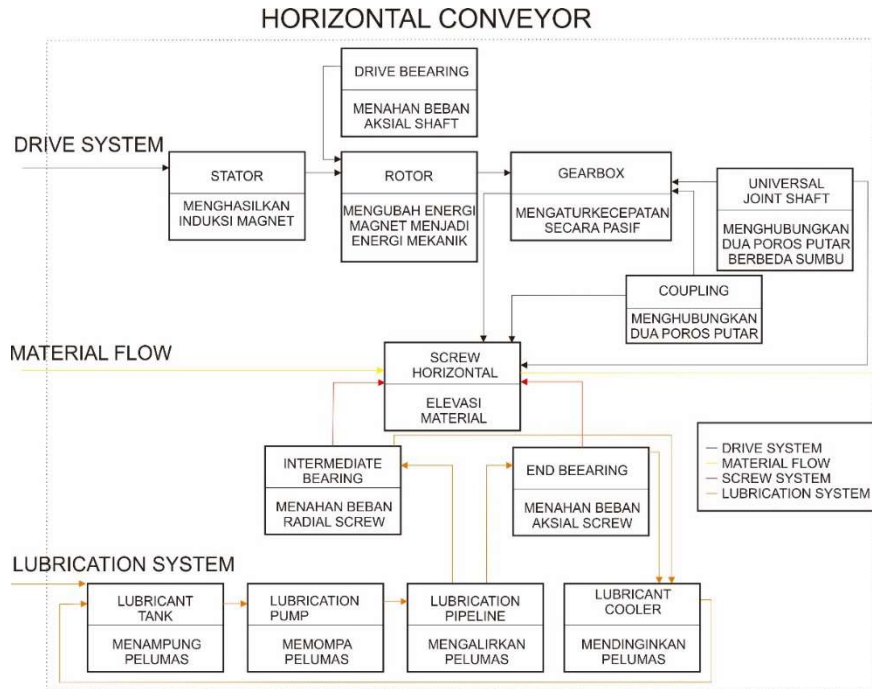 HORIZONTAL CONVEYOR
DRIVE BEEARING
MENAHAN BEBAN
AKSIAL SHAFT
DRIVE SYSTEM
STATOR
MENGHASILKAN
INDUKSI MAGNET
ROTOR
MENGUBAH ENERGI
MAGNET MENJADI
ENERGI MEKANIK
GEARBOX
MENGATURKECEPATAN
SECARA PASIF
UNIVERSAL
JOINT SHAFT
MENGHUBUNGKAN
DUA POROS PUTAR
BERBEDA SUMBU
COUPLING
MENGHUBUNGKAN
DUA POROS PUTAR
MATERIAL FLOW
SCREW
HORIZONTAL
ELEVASI
MATERIAL
INTERMEDIATE
BEARING
MENAHAN BEBAN
RADIAL SCREW
END BEEARING
MENAHAN BEBAN
AKSIAL SCREW
DRIVE SYSTEM
MATERIAL FLOW
SCREW SYSTEM
LUBRICATION SYSTEM
LUBRICATION SYSTEM
LUBRICANT
TANK
MENAMPUNG
PELUMAS
LUBRICATION
PUMP
MEMOMPA
PELUMAS
LUBRICATION
PIPELINE
MENGALIRKAN
PELUMAS
LUBRICANT
COOLER
MENDINGINKAN
PELUMAS